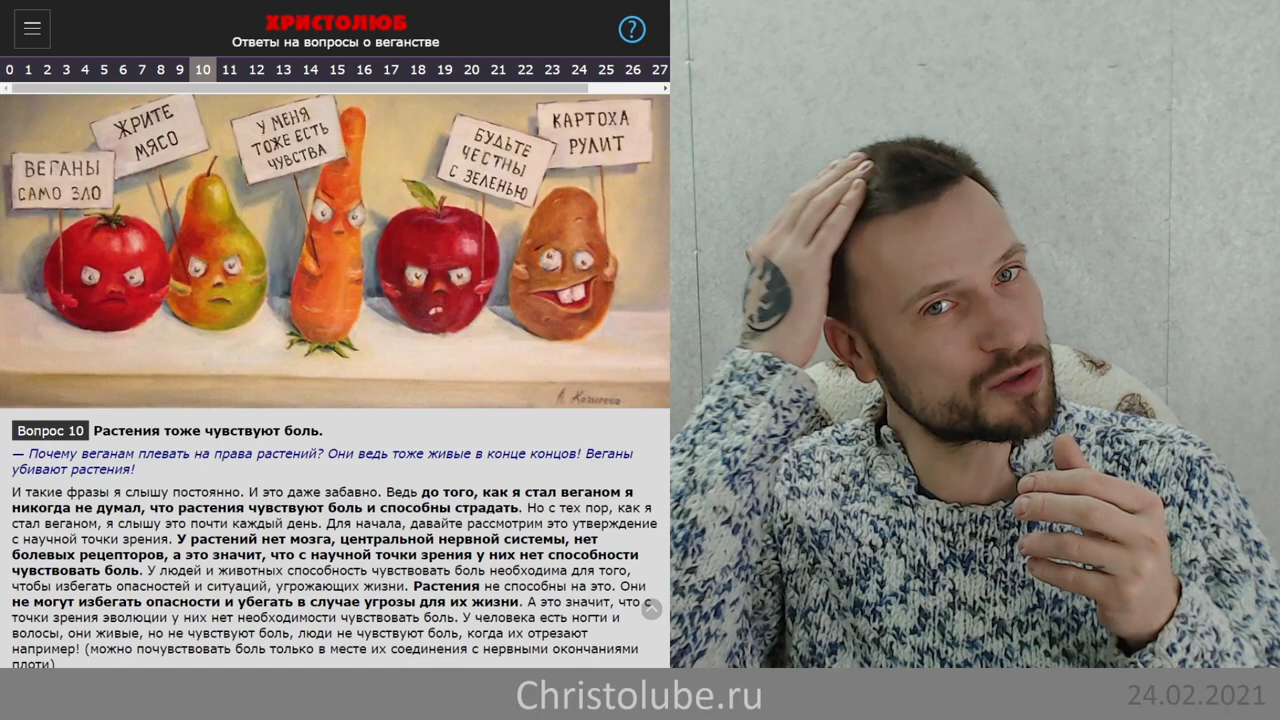 ХРИСТОЛЮБ
Ответы на вопросы о веганстве
?
0 1 2 3 4 5 6 7 8 9 10 11 12 13 14 15 16 17 18 19 20 21 22 23 24 25 26 27
ВЕГАНЫ
САМО ЗЛО
ЖРИТЕ
МЯСО
У МЕНЯ
ТОЖЕ ЕСТЬ
ЧУВСТВА
БУДЬТЕ
ЧЕСТНЫ
С ЗЕЛЕНЬЮ
КАРТОХА
РУЛИТ
Вопрос 10 Растения тоже чувствуют боль.
— Почему веганам плевать на права растений? Они ведь тоже живые в конце концов! Веганы
убивают растения!
И такие фразы я слышу постоянно. И это даже забавно. Ведь до того, как я стал веганом я
никогда не думал, что растения чувствуют боль и способны страдать. Но с тех пор, как я
стал веганом, я слышу это почти каждый день. Для начала, давайте рассмотрим это утверждение
с научной точки зрения. У растений нет мозга, центральной нервной системы, нет
болевых рецепторов, а это значит, что с научной точки зрения у них нет способности
чувствовать боль. У людей и животных способность чувствовать боль необходима для того,
чтобы избегать опасностей и ситуаций, угрожающих жизни. Растения не способны на это. Они
не могут избегать опасности и убегать в случае угрозы для их жизни. А это значит, что с
точки зрения эволюции у них нет необходимости чувствовать боль. У человека есть ногти и
волосы, они живые, но не чувствуют боль, люди не чувствуют боль, когда их отрезают
например! (можно почувствовать боль только в месте их соединения с нервными окончаниями
плоти)
Christolube.ru
24.02.2021